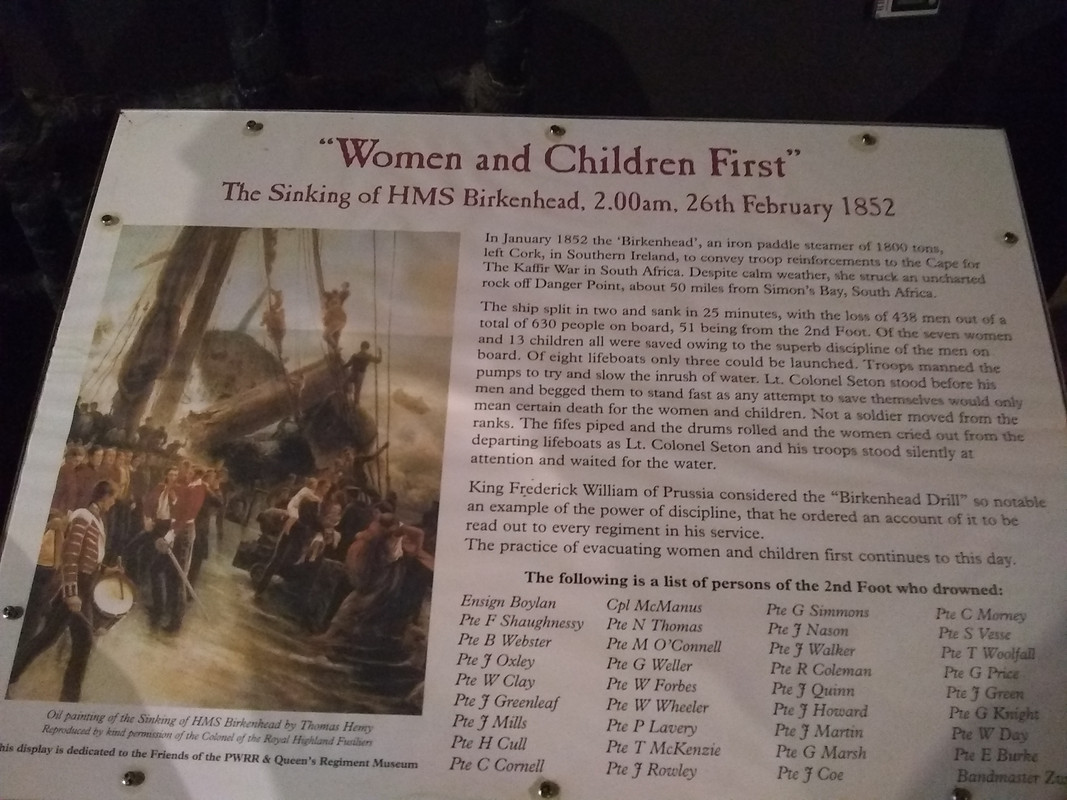 “Women and Children First”
The Sinking of HMS Birkenhead, 2.00am, 26th February 1852
In January 1852 the ‘Birkenhead’, an iron paddle steamer of 1800 tons,
left Cork, in Southern Ireland, to convey troop reinforcements to the Cape for
The Kaffir War in South Africa. Despite calm weather, she struck an uncharted
rock off Danger Point, about 50 miles from Simon's Bay, South Africa.
The ship split in two and sank in 25 minutes, with the loss of 438 men out of a
total of 630 people on board, 51 being from the 2nd Foot. Of the seven women
and 13 children all were saved owing to the superb discipline of the men on
board. Of eight lifeboats only three could be launched. Troops manned the
pumps to try and slow the inrush of water. Lt. Colonel Seton stood before his
men and begged them to stand fast as any attempt to save themselves would only
mean certain death for the women and children. Not a soldier moved from the
ranks. The fifes piped and the drums rolled and the women cried out from the
departing lifeboats as Lt. Colonel Seton and his troops stood silently at
attention and waited for the water.
King Frederick William of Prussia considered the “Birkenhead Drill” so notable
an example of the power of discipline, that he ordered an account of it to be
read out to every regiment in his service.
The practice of evacuating women and children first continues to this day.
The following is a list of persons of the 2nd Foot who drowned:
Ensign Boylan
Pte F Shaughnessy
Pte B Webster
Pte J Oxley
Pte W Clay
Pte J Greenleaf
Pte J Mills
Pte H Cull
Pte C Cornell
Cpl McManus
Pte N Thomas
Pte M O'Connell
Pte G Weller
Pte W Forbes
Pte W Wheeler
Pte P Lavery
Pte T McKenzie
Pte J Rowley
Pte G Simmons
Pte J Nason
Pte J Walker
Pte R Coleman
Pte J Quinn
Pte J Howard
Pte J Martin
Pte G Marsh
Pte J Coe
Pte C Morney
Pte S Vesse
Pte T Woolfall
Pte G Price
Pte J Green
Pte G Knight
Pte W Day
Pte E Burke
Bandmaster
Oil painting of the Sinking of HMS Birkenhead by Thomas Hemy
Reproduced by kind permission of the Colonel of the Royal Highland Fusiliers
his display is dedicated to the Friends of the PWRR & Queen's Regiment Museum